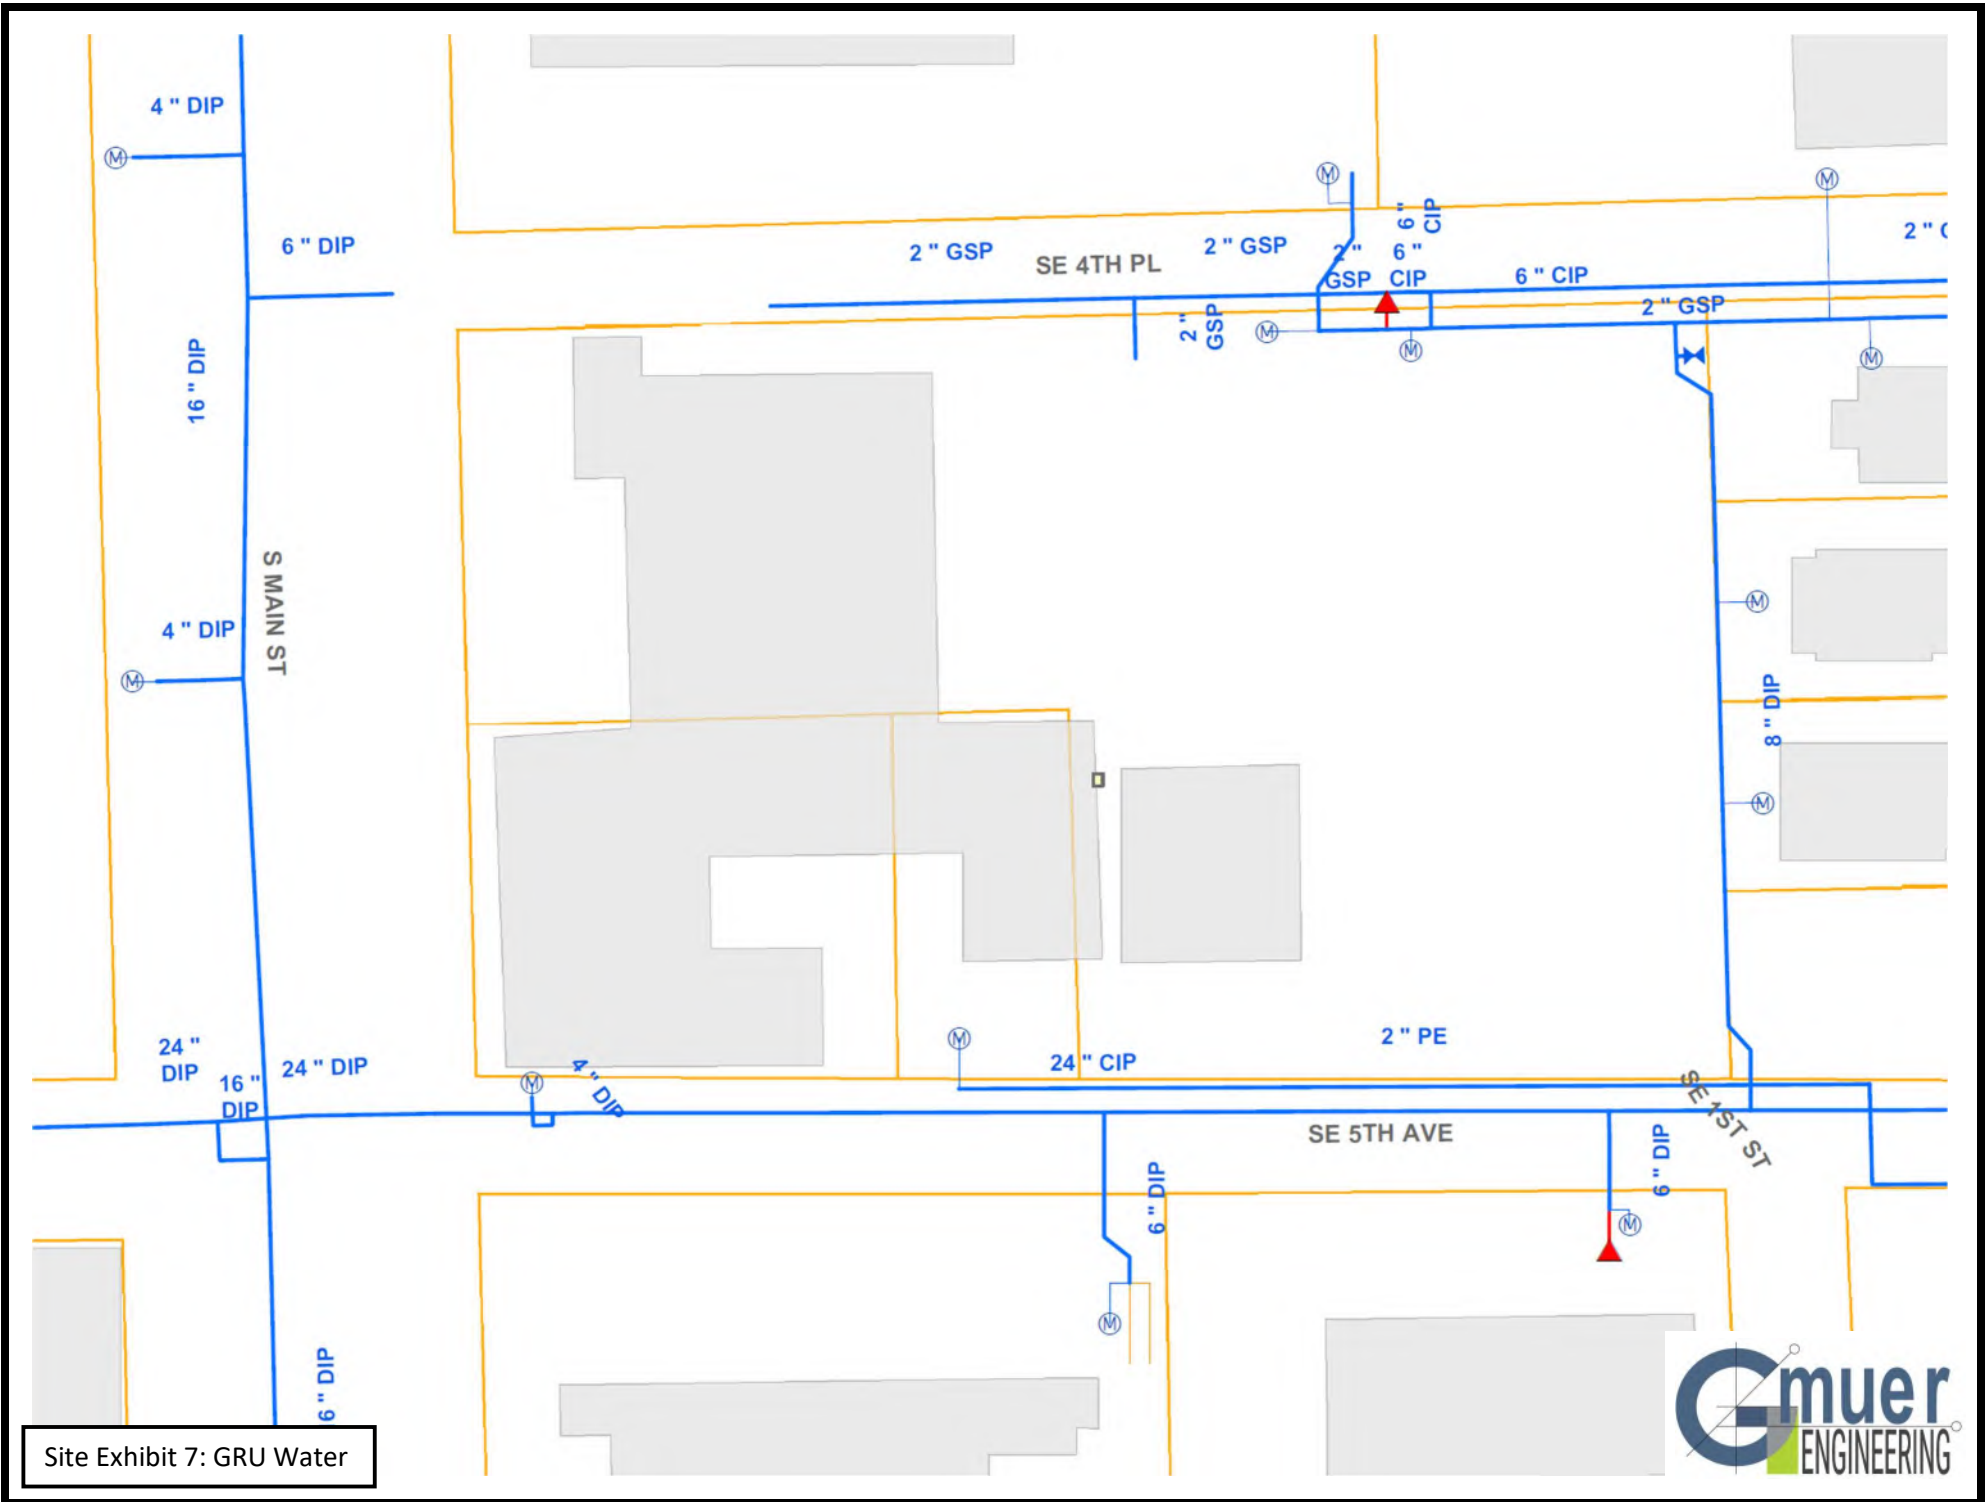 4 " DIP
M
M
M
6 "
CIP
6 " DIP
2 " GSP
2 " GSP
2 "
GSP
6 "
CIP
SE 4TH PL
6 " CIP
2 " GSP
2 "
GSP
M
M
M
16 " DIP
S MAIN ST
4 " DIP
M
M
8 " DIP
M
24 "
DIP
16 "
DIP
24 " DIP
M
4 " DIP
M
24 " CIP
2 " PE
SE 1ST ST
SE 5TH AVE
6 " DIP
6 " DIP
M
M
6 " DIP
Site Exhibit 7: GRU Water
Gmuer
ENGINEERING